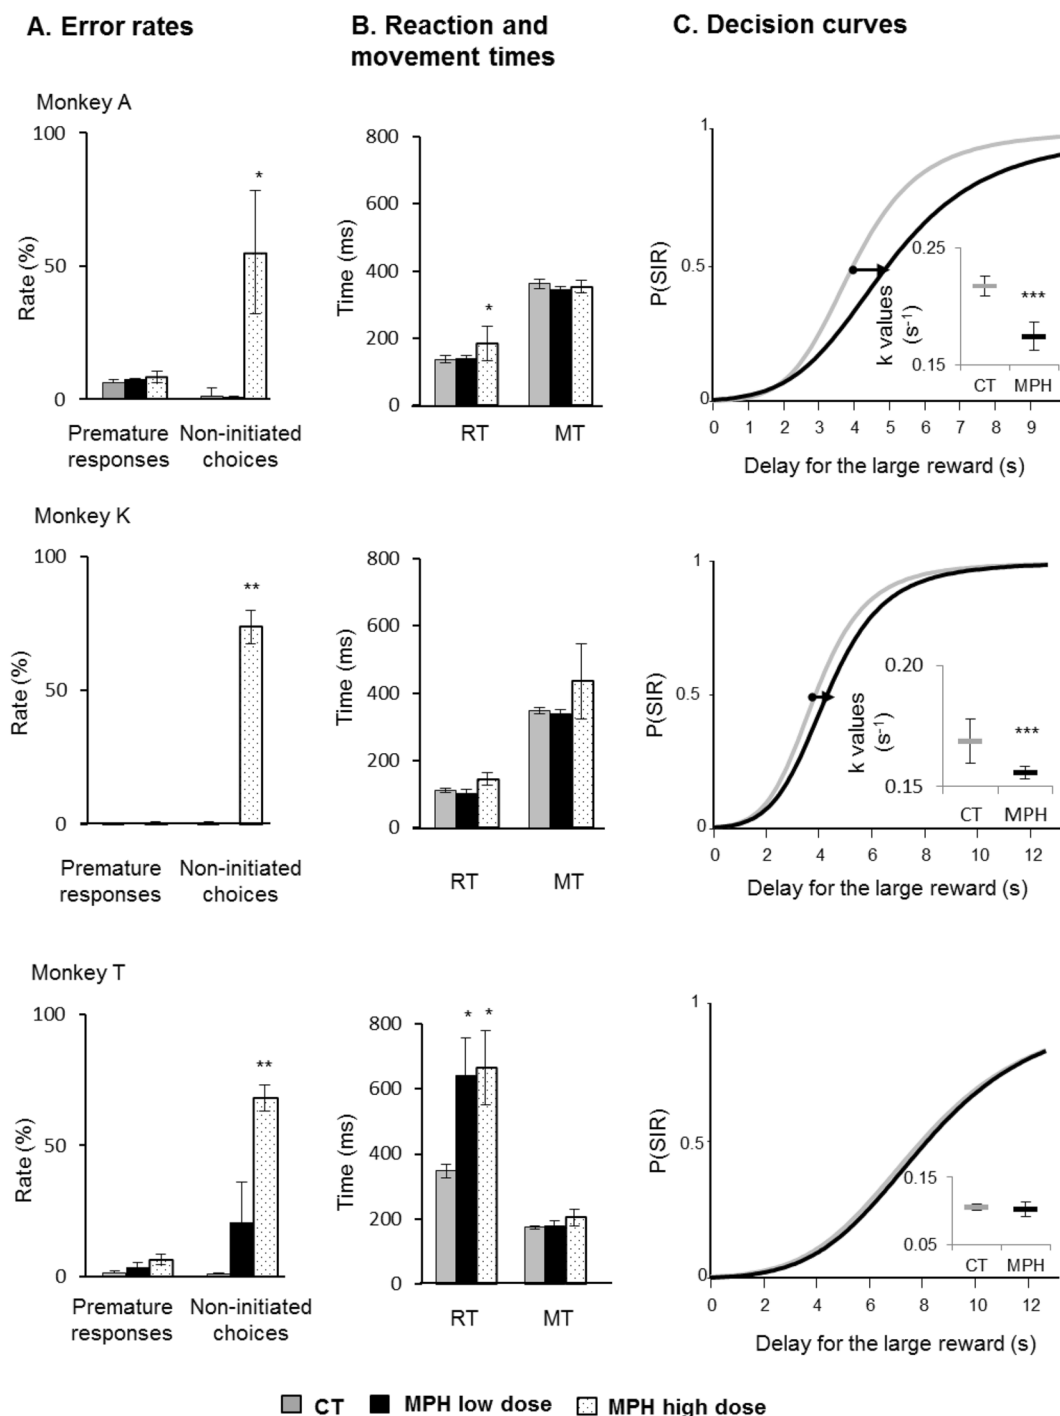 A. Error rates
B. Reaction and
movement times
C. Decision curves
Monkey A
100
50
0
Rate (%)
Premature
responses
Non-initiated
choices
*
800
600
400
200
0
Time (ms)
*
RT
MT
1
0.5
0
P(SIR)
0 1 2 3 4 5 6 7 8 9
Delay for the large reward (s)
0.25
0.15
k values
(s-1)
***
CT MPH
Monkey K
100
50
0
Rate (%)
Premature
responses
Non-initiated
choices
**
800
600
400
200
0
Time (ms)
RT
MT
1
0.5
0
P(SIR)
0 2 4 6 8 10 12
Delay for the large reward (s)
0.20
0.15
k values
(s-1)
***
CT MPH
Monkey T
100
50
0
Rate (%)
Premature
responses
Non-initiated
choices
**
800
600
400
200
0
Time (ms)
* *
RT
MT
1
0.5
0
P(SIR)
0 2 4 6 8 10 12
Delay for the large reward (s)
0.15
0.05
CT MPH
CT MPH low dose MPH high dose